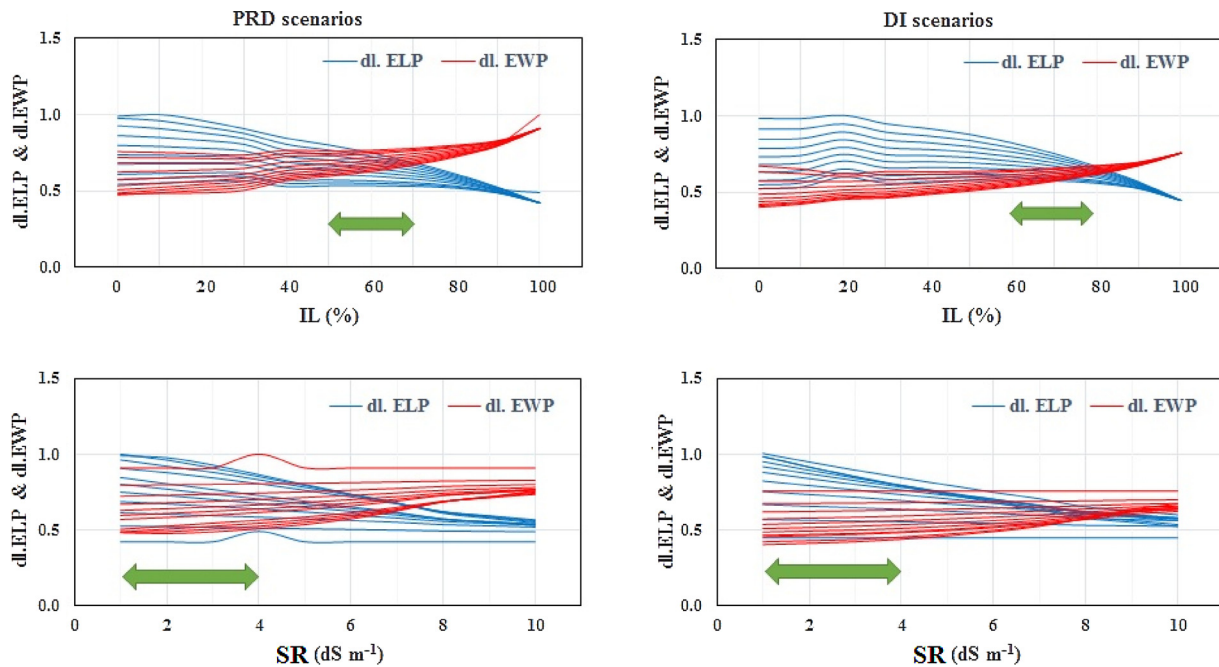 PRD scenarios
1.5
dl. ELP
dl. EWP
1.0
0.5
0.0
dl.ELP & dl.EWP
0 20 40 60 80 100
IL (%)
DI scenarios
1.5
dl. ELP
dl. EWP
1.0
0.5
0.0
dl.ELP & dl.EWP
0 20 40 60 80 100
IL (%)
1.5
dl. ELP
dl. EWP
1.0
0.5
0.0
dl.ELP & dl.EWP
0 2 4 6 8 10
SR (dS m⁻¹)
1.5
dl. ELP
dl. EWP
1.0
0.5
0.0
dl.ELP & dl.EWP
0 2 4 6 8 10
SR (dS m⁻¹)